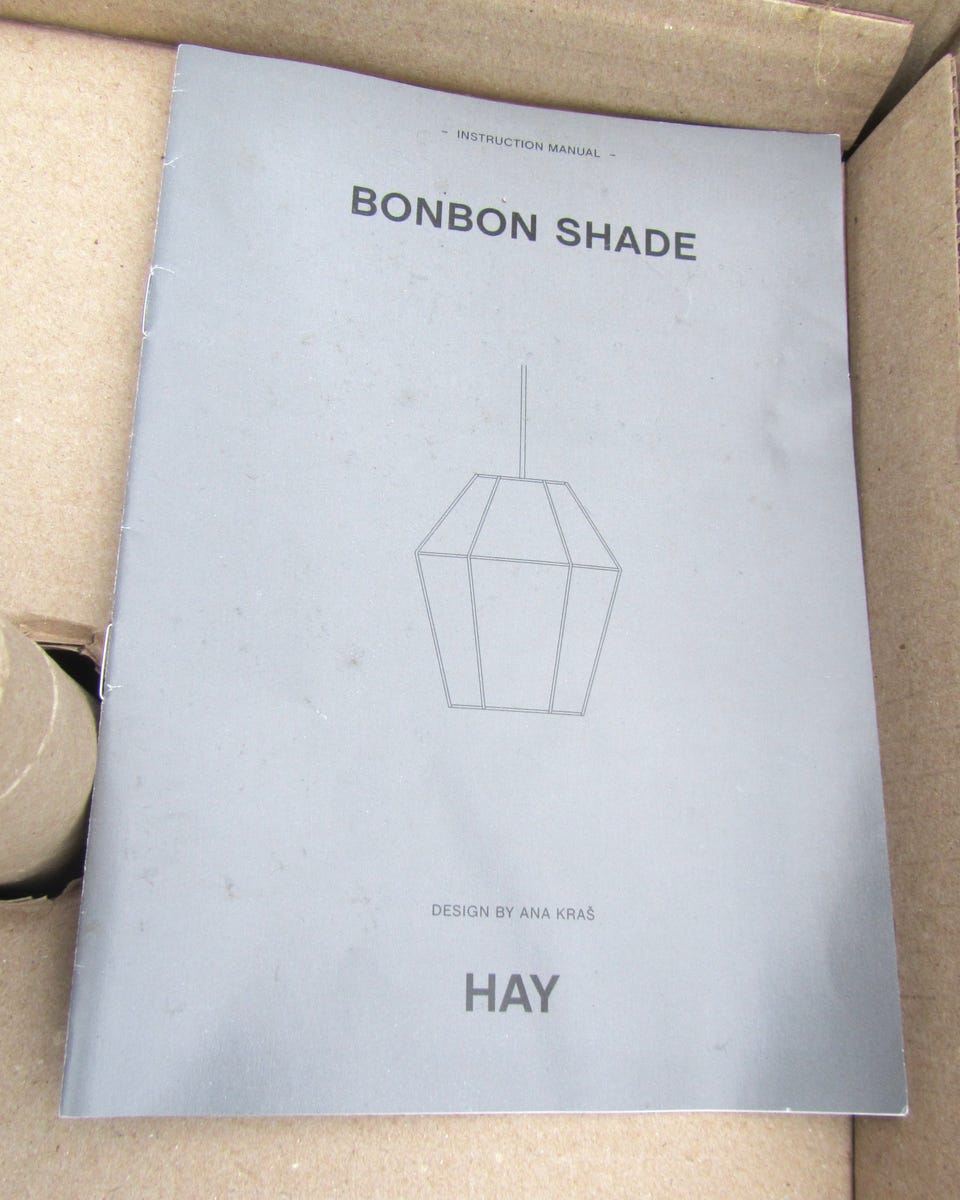 - INSTRUCTION MANUAL -
BONBON SHADE
DESIGN BY ANA KRAŠ
HAY